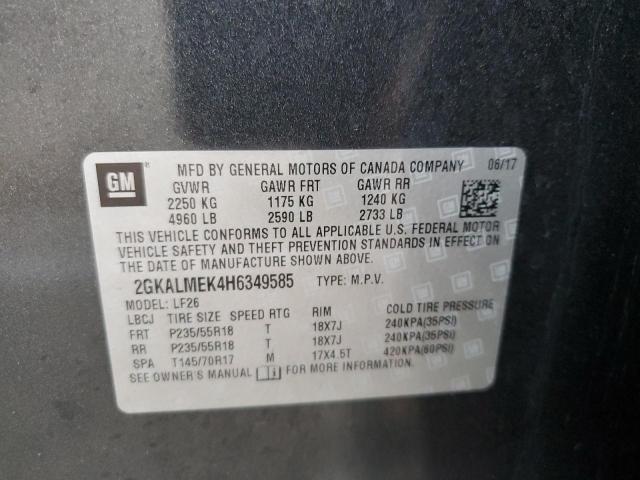 GM ® MFD BY GENERAL MOTORS OF CANADA COMPANY 06/17
GVWR GAWR FRT GAWR RR
2250 KG 1175 KG 1240 KG
4960 LB 2590 LB 2733 LB
THIS VEHICLE CONFORMS TO ALL APPLICABLE U.S. FEDERAL MOTOR
VEHICLE SAFETY AND THEFT PREVENTION STANDARDS IN EFFECT ON
THE DATE OF MANUFACTURE SHOWN ABOVE.
2GKALMEK4H6349585 TYPE: M.P.V.
MODEL: LF26
LBCJ TIRE SIZE SPEED RTG RIM COLD TIRE PRESSURE
FRT P235/55R18 T 18X7J 240KPA(35PSI)
RR P235/55R18 T 18X7J 240KPA(35PSI)
SPA T145/70R17 M 17X4.5T 420KPA(60PSI)
SEE OWNER'S MANUAL FOR MORE INFORMATION.